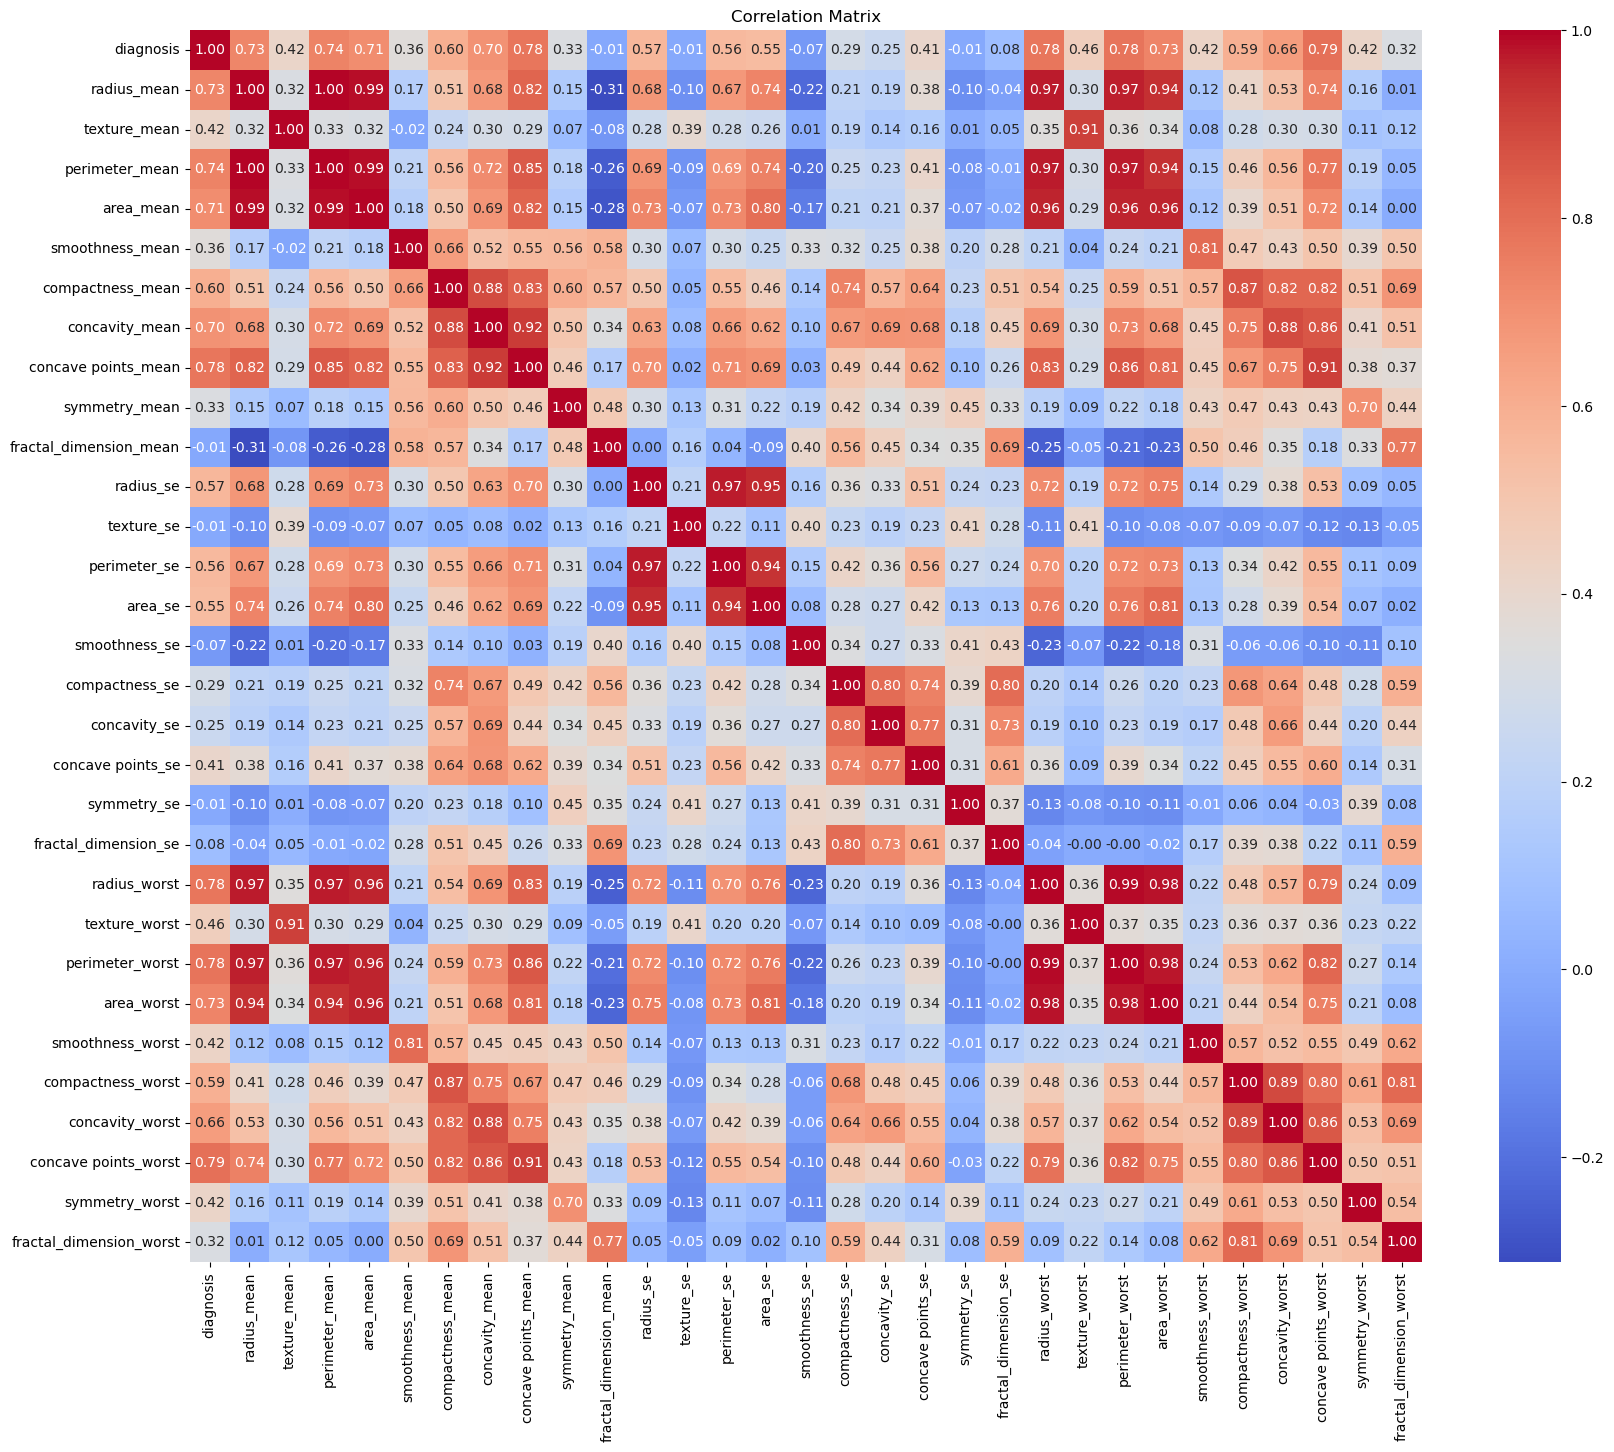 Correlation Matrix
diagnosis 1.00 0.73 0.42 0.74 0.71 0.36 0.60 0.70 0.78 0.33 -0.01 0.57 -0.01 0.56 0.55 -0.07 0.29 0.25 0.41 -0.01 0.08 0.78 0.46 0.78 0.73 0.42 0.59 0.66 0.79 0.42 0.32
radius_mean 0.73 1.00 0.32 1.00 0.99 0.17 0.51 0.68 0.82 0.15 -0.31 0.68 -0.10 0.67 0.74 -0.22 0.21 0.19 0.38 -0.10 -0.04 0.97 0.30 0.97 0.94 0.12 0.41 0.53 0.74 0.16 0.01
texture_mean 0.42 0.32 1.00 0.33 0.32 -0.02 0.24 0.30 0.29 0.07 -0.08 0.28 0.39 0.28 0.26 0.01 0.19 0.14 0.16 0.01 0.05 0.35 0.91 0.36 0.34 0.08 0.28 0.30 0.30 0.11 0.12
perimeter_mean 0.74 1.00 0.33 1.00 0.99 0.21 0.56 0.72 0.85 0.18 -0.26 0.69 -0.09 0.69 0.74 -0.20 0.25 0.23 0.41 -0.08 -0.01 0.97 0.30 0.97 0.94 0.15 0.46 0.56 0.77 0.19 0.05
area_mean 0.71 0.99 0.32 0.99 1.00 0.18 0.50 0.69 0.82 0.15 -0.28 0.73 -0.07 0.73 0.80 -0.17 0.21 0.21 0.37 -0.07 -0.02 0.96 0.29 0.96 0.96 0.12 0.39 0.51 0.72 0.14 0.00
smoothness_mean 0.36 0.17 -0.02 0.21 0.18 1.00 0.66 0.52 0.55 0.56 0.58 0.30 0.07 0.30 0.25 0.33 0.32 0.25 0.38 0.20 0.28 0.21 0.04 0.24 0.21 0.81 0.47 0.43 0.50 0.39 0.50
compactness_mean 0.60 0.51 0.24 0.56 0.50 0.66 1.00 0.88 0.83 0.60 0.57 0.50 0.05 0.55 0.46 0.14 0.74 0.57 0.64 0.23 0.51 0.54 0.25 0.59 0.51 0.57 0.87 0.82 0.82 0.51 0.69
concavity_mean 0.70 0.68 0.30 0.72 0.69 0.52 0.88 1.00 0.92 0.50 0.34 0.63 0.08 0.66 0.62 0.10 0.67 0.69 0.68 0.18 0.45 0.69 0.30 0.73 0.68 0.45 0.75 0.88 0.86 0.41 0.51
concave points_mean 0.78 0.82 0.29 0.85 0.82 0.55 0.83 0.92 1.00 0.46 0.17 0.70 0.02 0.71 0.69 0.03 0.49 0.44 0.62 0.10 0.26 0.83 0.29 0.86 0.81 0.45 0.67 0.75 0.91 0.38 0.37
symmetry_mean 0.33 0.15 0.07 0.18 0.15 0.56 0.60 0.50 0.46 1.00 0.48 0.30 0.13 0.31 0.22 0.19 0.42 0.34 0.39 0.45 0.33 0.19 0.09 0.22 0.18 0.43 0.47 0.43 0.43 0.70 0.44
fractal_dimension_mean -0.01 -0.31 -0.08 -0.26 -0.28 0.58 0.57 0.34 0.17 0.48 1.00 0.00 0.16 0.04 -0.09 0.40 0.56 0.45 0.34 0.35 0.69 -0.25 -0.05 -0.21 -0.23 0.50 0.46 0.35 0.18 0.33 0.77
radius_se 0.57 0.68 0.28 0.69 0.73 0.30 0.50 0.63 0.70 0.30 0.00 1.00 0.21 0.97 0.95 0.16 0.36 0.33 0.51 0.24 0.23 0.72 0.19 0.72 0.75 0.14 0.29 0.38 0.53 0.09 0.05
texture_se -0.01 -0.10 0.39 -0.09 -0.07 0.07 0.05 0.08 0.02 0.13 0.16 0.21 1.00 0.22 0.11 0.40 0.23 0.19 0.23 0.41 0.28 -0.11 0.41 -0.10 -0.08 -0.07 -0.09 -0.07 -0.12 -0.13 -0.05
perimeter_se 0.56 0.67 0.28 0.69 0.73 0.30 0.55 0.66 0.71 0.31 0.04 0.97 0.22 1.00 0.94 0.15 0.42 0.36 0.56 0.27 0.24 0.70 0.20 0.72 0.73 0.13 0.34 0.42 0.55 0.11 0.09
area_se 0.55 0.74 0.26 0.74 0.80 0.25 0.46 0.62 0.69 0.22 -0.09 0.95 0.11 0.94 1.00 0.08 0.28 0.27 0.42 0.13 0.13 0.76 0.20 0.76 0.81 0.13 0.28 0.39 0.54 0.07 0.02
smoothness_se -0.07 -0.22 0.01 -0.20 -0.17 0.33 0.14 0.10 0.03 0.19 0.40 0.16 0.40 0.15 0.08 1.00 0.34 0.27 0.33 0.41 0.43 -0.23 -0.07 -0.22 -0.18 0.31 -0.06 -0.06 -0.10 -0.11 0.10
compactness_se 0.29 0.21 0.19 0.25 0.21 0.32 0.74 0.67 0.49 0.42 0.56 0.36 0.23 0.42 0.28 0.34 1.00 0.80 0.74 0.39 0.80 0.20 0.14 0.26 0.20 0.23 0.68 0.64 0.48 0.28 0.59
concavity_se 0.25 0.19 0.14 0.23 0.21 0.25 0.57 0.69 0.44 0.34 0.45 0.33 0.19 0.36 0.27 0.27 0.80 1.00 0.77 0.31 0.73 0.19 0.10 0.23 0.19 0.17 0.48 0.66 0.44 0.20 0.44
concave points_se 0.41 0.38 0.16 0.41 0.37 0.38 0.64 0.68 0.62 0.39 0.34 0.51 0.23 0.56 0.42 0.33 0.74 0.77 1.00 0.31 0.61 0.36 0.09 0.39 0.34 0.22 0.45 0.55 0.60 0.14 0.31
symmetry_se -0.01 -0.10 0.01 -0.08 -0.07 0.20 0.23 0.18 0.10 0.45 0.35 0.24 0.41 0.27 0.13 0.41 0.39 0.31 0.31 1.00 0.37 -0.13 -0.08 -0.10 -0.11 -0.01 0.06 0.04 -0.03 0.39 0.08
fractal_dimension_se 0.08 -0.04 0.05 -0.01 -0.02 0.28 0.51 0.45 0.26 0.33 0.69 0.23 0.28 0.24 0.13 0.43 0.80 0.73 0.61 0.37 1.00 -0.04 -0.00 -0.00 -0.02 0.17 0.39 0.38 0.22 0.11 0.59
radius_worst 0.78 0.97 0.35 0.97 0.96 0.21 0.54 0.69 0.83 0.19 -0.25 0.72 -0.11 0.70 0.76 -0.23 0.20 0.19 0.36 -0.13 -0.04 1.00 0.36 0.99 0.98 0.22 0.48 0.57 0.79 0.24 0.09
texture_worst 0.46 0.30 0.91 0.30 0.29 0.04 0.25 0.30 0.29 0.09 -0.05 0.19 0.41 0.20 0.20 -0.07 0.14 0.10 0.09 -0.08 -0.00 0.36 1.00 0.37 0.35 0.23 0.36 0.37 0.36 0.23 0.22
perimeter_worst 0.78 0.97 0.36 0.97 0.96 0.24 0.59 0.73 0.86 0.22 -0.21 0.72 -0.10 0.72 0.76 -0.22 0.26 0.23 0.39 -0.10 -0.00 0.99 0.37 1.00 0.98 0.24 0.53 0.62 0.82 0.27 0.14
area_worst 0.73 0.94 0.34 0.94 0.96 0.21 0.51 0.68 0.81 0.18 -0.23 0.75 -0.08 0.73 0.81 -0.18 0.20 0.19 0.34 -0.11 -0.02 0.98 0.35 0.98 1.00 0.21 0.44 0.54 0.75 0.21 0.08
smoothness_worst 0.42 0.12 0.08 0.15 0.12 0.81 0.57 0.45 0.45 0.43 0.50 0.14 -0.07 0.13 0.13 0.31 0.23 0.17 0.22 -0.01 0.17 0.22 0.23 0.24 0.21 1.00 0.57 0.52 0.55 0.49 0.62
compactness_worst 0.59 0.41 0.28 0.46 0.39 0.47 0.87 0.75 0.67 0.47 0.46 0.29 -0.09 0.34 0.28 -0.06 0.68 0.48 0.45 0.06 0.39 0.48 0.36 0.53 0.44 0.57 1.00 0.89 0.80 0.61 0.81
concavity_worst 0.66 0.53 0.30 0.56 0.51 0.43 0.82 0.88 0.75 0.43 0.35 0.38 -0.07 0.42 0.39 -0.06 0.64 0.66 0.55 0.04 0.38 0.57 0.37 0.62 0.54 0.52 0.89 1.00 0.86 0.53 0.69
concave points_worst 0.79 0.74 0.30 0.77 0.72 0.50 0.82 0.86 0.91 0.43 0.18 0.53 -0.12 0.55 0.54 -0.10 0.48 0.44 0.60 -0.03 0.22 0.79 0.36 0.82 0.75 0.55 0.80 0.86 1.00 0.50 0.51
symmetry_worst 0.42 0.16 0.11 0.19 0.14 0.39 0.51 0.41 0.38 0.70 0.33 0.09 -0.13 0.11 0.07 -0.11 0.28 0.20 0.14 0.39 0.11 0.24 0.23 0.27 0.21 0.49 0.61 0.53 0.50 1.00 0.54
fractal_dimension_worst 0.32 0.01 0.12 0.05 0.00 0.50 0.69 0.51 0.37 0.44 0.77 0.05 -0.05 0.09 0.02 0.10 0.59 0.44 0.31 0.08 0.59 0.09 0.22 0.14 0.08 0.62 0.81 0.69 0.51 0.54 1.00
diagnosis
radius_mean
texture_mean
perimeter_mean
area_mean
smoothness_mean
compactness_mean
concavity_mean
concave points_mean
symmetry_mean
fractal_dimension_mean
radius_se
texture_se
perimeter_se
area_se
smoothness_se
compactness_se
concavity_se
concave points_se
symmetry_se
fractal_dimension_se
radius_worst
texture_worst
perimeter_worst
area_worst
smoothness_worst
compactness_worst
concavity_worst
concave points_worst
symmetry_worst
fractal_dimension_worst
1.0
0.8
0.6
0.4
0.2
0.0
−0.2